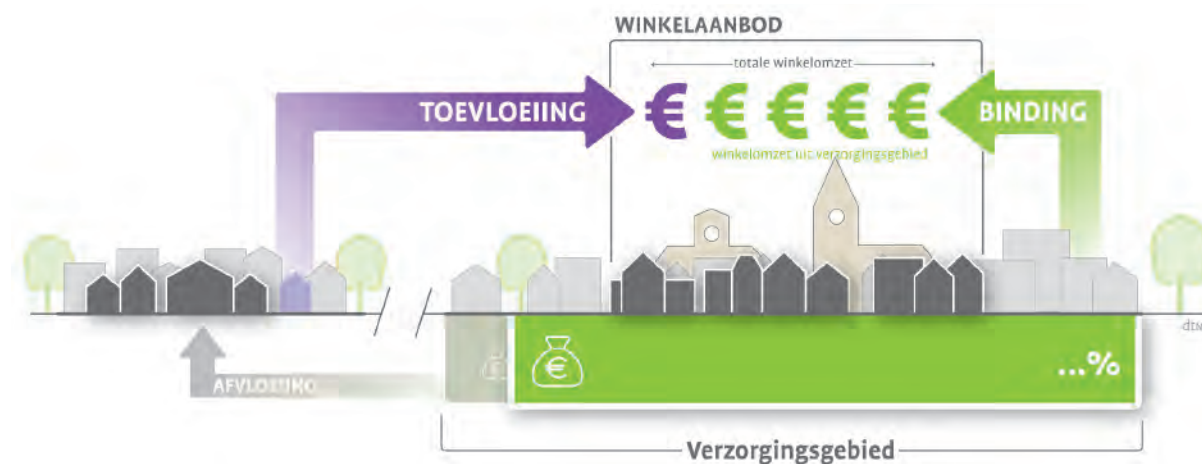 WINKELAANBOD
totale winkelomzet
TOEVLOEIING
€ € € € €
BINDING
winkelomzet uit verzorgingsgebied
€
€
...%
AFVLOEIING
Verzorgingsgebied